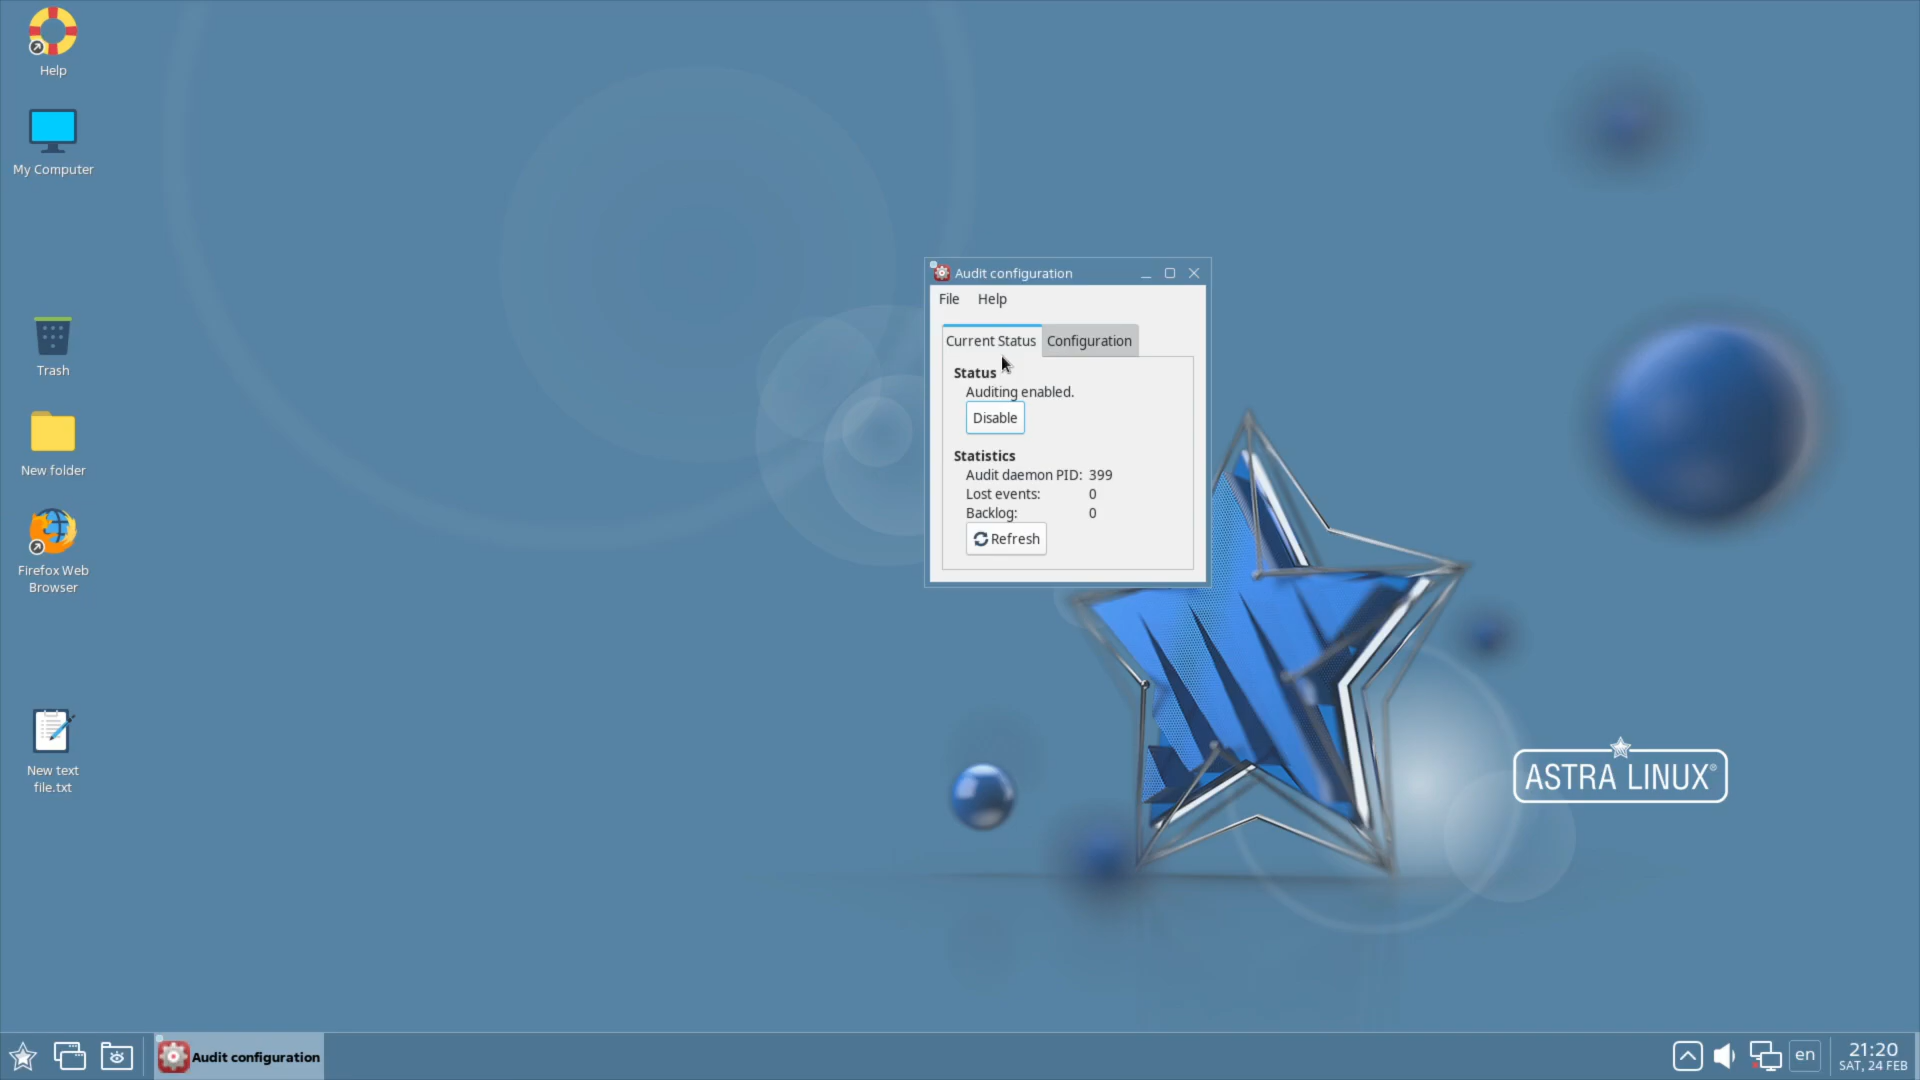 Help
My Computer
Trash
New folder
Firefox Web
Browser
New text
file.txt
Audit configuration
File Help
Current Status Configuration
Status
Auditing enabled.
Disable
Statistics
Audit daemon PID: 399
Lost events: 0
Backlog: 0
Refresh
ASTRA LINUX®
Audit configuration
en
21:20
SAT, 24 FEB